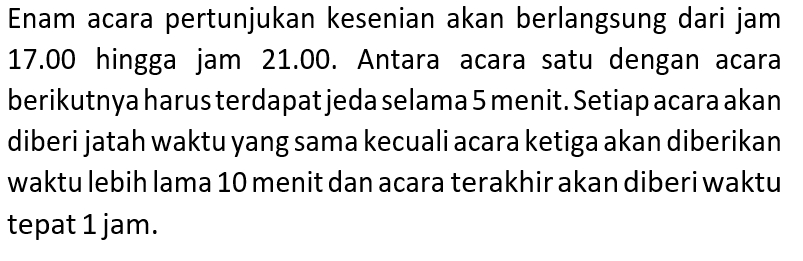 Enam acara pertunjukan kesenian akan berlangsung dari jam
17.00 hingga jam 21.00. Antara acara satu dengan acara
berikutnya harus terdapat jeda selama 5 menit. Setiap acara akan
diberi jatah waktu yang sama kecuali acara ketiga akan diberikan
waktu lebih lama 10 menit dan acara terakhir akan diberi waktu
tepat 1 jam.